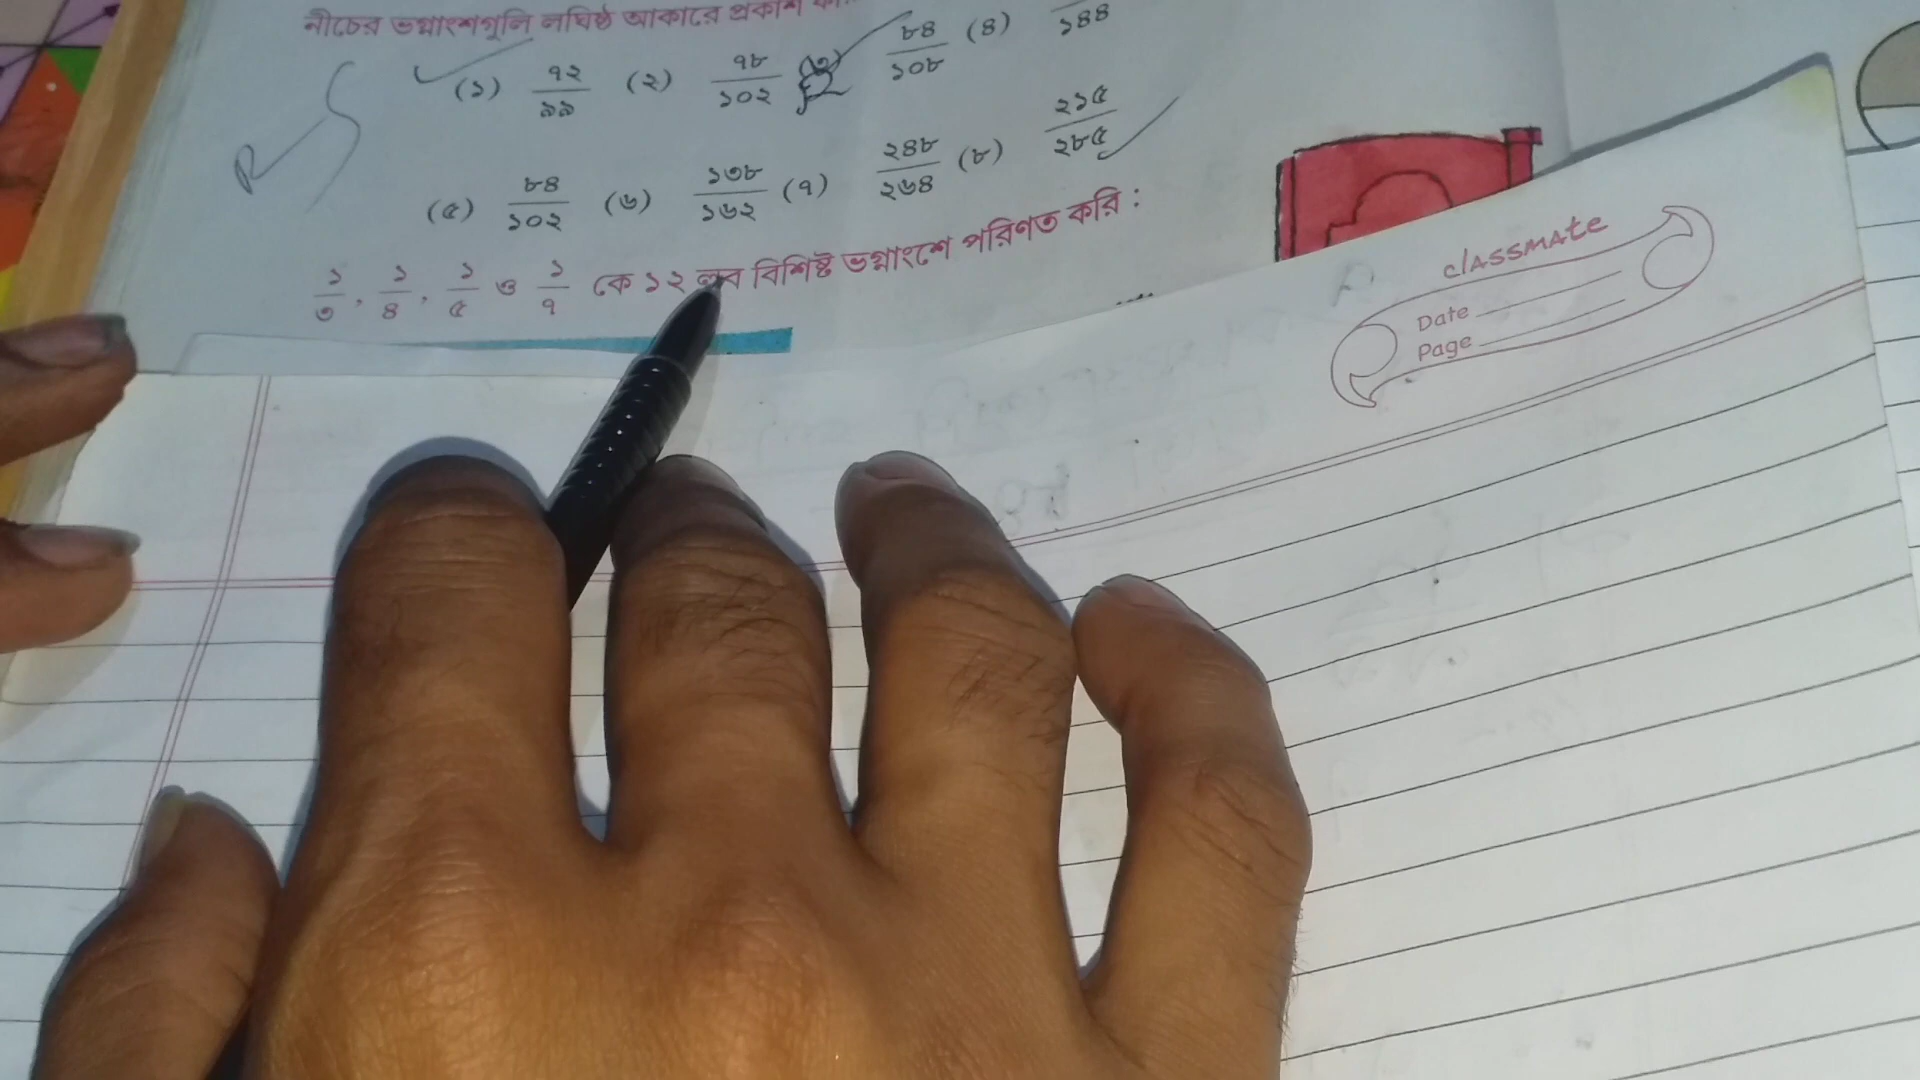 নীচের ভগ্নাংশগুলি লঘিষ্ঠ আকারে প্রকাশ
(১) ৭২/৯৯ (২) ৭৮/১০২ (৩) ৮৪/১০৮ (৪) ১৪৪
(৫) ৮৪/১০২ (৬) ১৩৮/১৬২ (৭) ২৪৮/২৬৪ (৮) ২১৫/২৮৫
১/৩, ১/৪, ১/৫ ও ১/৭ কে ১২ লব বিশিষ্ট ভগ্নাংশে পরিণত করি :
classmate
Date
Page